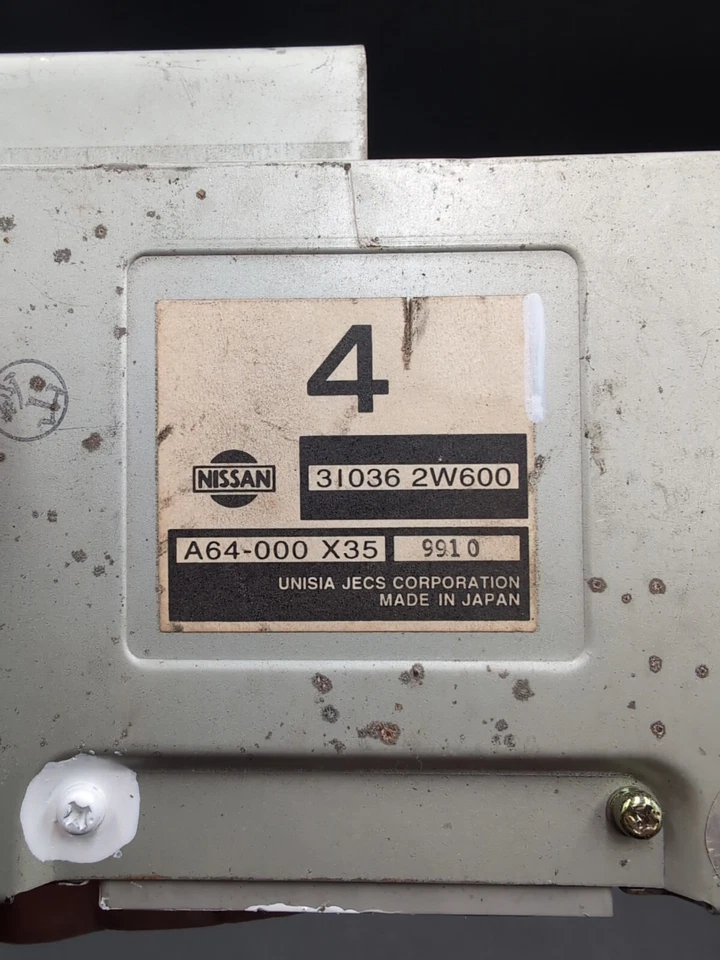 4
NISSAN
31036 2W600
A64-000 X35
9910
UNISIA JECS CORPORATION
MADE IN JAPAN